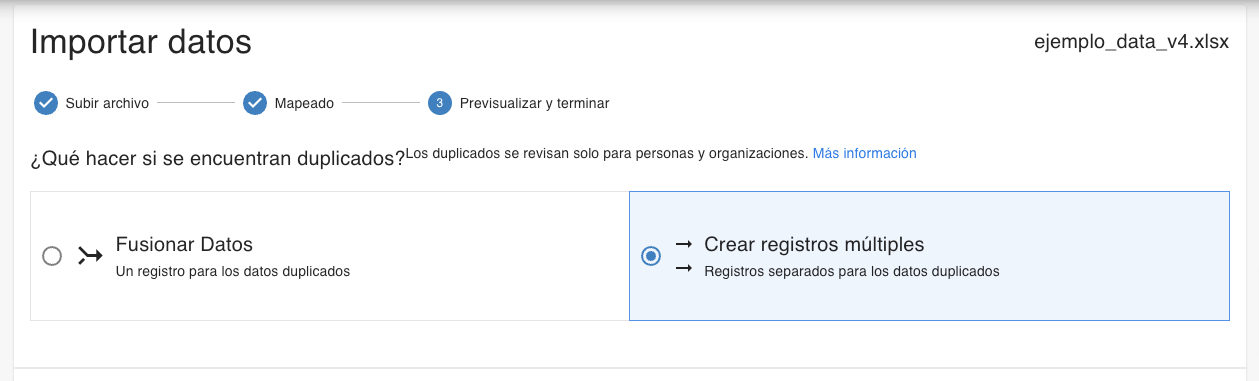 Importar datos
ejemplo_data_v4.xlsx
Subir archivo
Mapeado
3 Previsualizar y terminar
¿Qué hacer si se encuentran duplicados? Los duplicados se revisan solo para personas y organizaciones. Más información
Fusionar Datos
Un registro para los datos duplicados
Crear registros múltiples
Registros separados para los datos duplicados